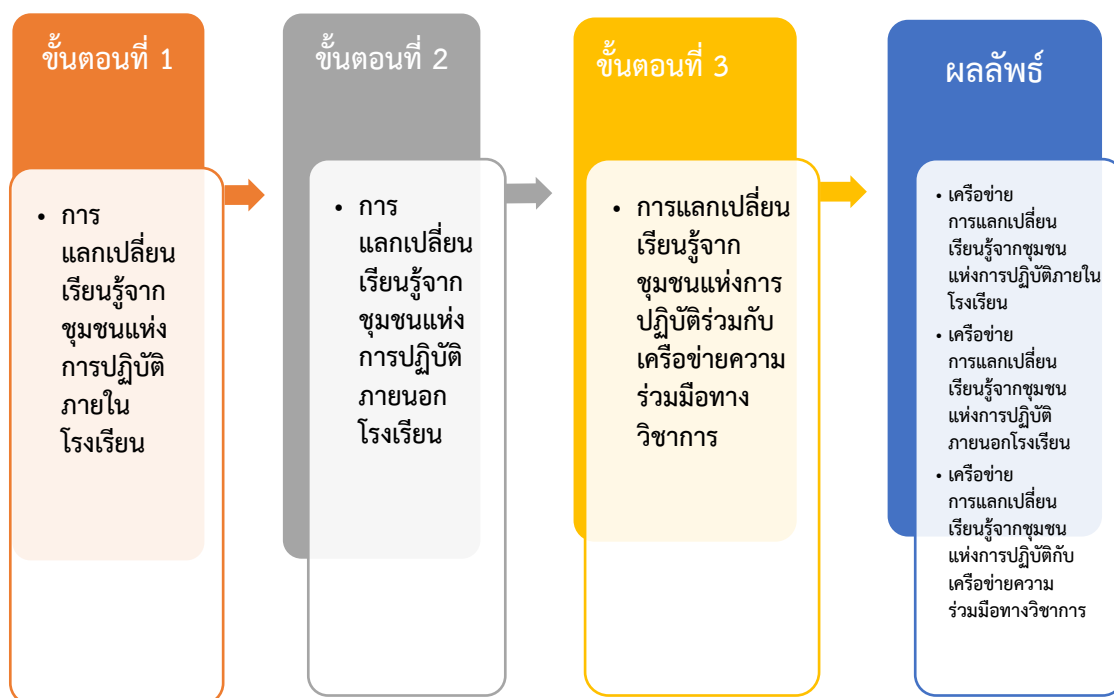 ขั้นตอนที่ 1
• การ
แลกเปลี่ยน
เรียนรู้จาก
ชุมชนแห่ง
การปฏิบัติ
ภายใน
โรงเรียน
ขั้นตอนที่ 2
• การ
แลกเปลี่ยน
เรียนรู้จาก
ชุมชนแห่ง
การปฏิบัติ
ภายนอก
โรงเรียน
ขั้นตอนที่ 3
• การแลกเปลี่ยน
เรียนรู้จาก
ชุมชนแห่งการ
ปฏิบัติร่วมกับ
เครือข่ายความ
ร่วมมือทาง
วิชาการ
ผลลัพธ์
• เครือข่าย
การแลกเปลี่ยน
เรียนรู้จากชุมชน
แห่งการปฏิบัติภายใน
โรงเรียน
• เครือข่าย
การแลกเปลี่ยน
เรียนรู้จากชุมชน
แห่งการปฏิบัติ
ภายนอกโรงเรียน
• เครือข่าย
การแลกเปลี่ยน
เรียนรู้จากชุมชน
แห่งการปฏิบัติกับ
เครือข่ายความ
ร่วมมือทางวิชาการ